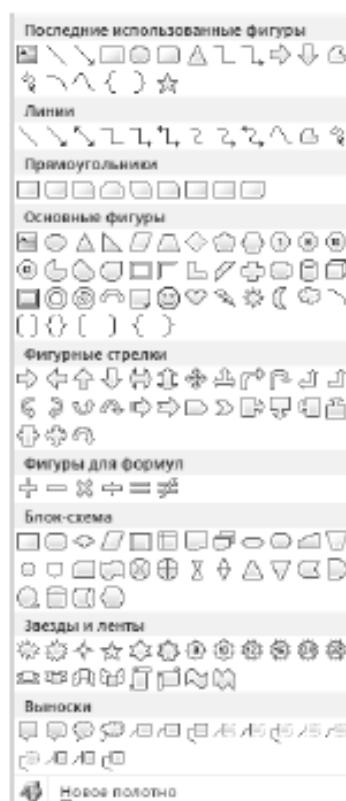 Последние использованные фигуры
Линии
Прямоугольники
Основные фигуры
Фигурные стрелки
Фигуры для формул
Блок-схема
Звезды и ленты
Выноски
Новое полотно